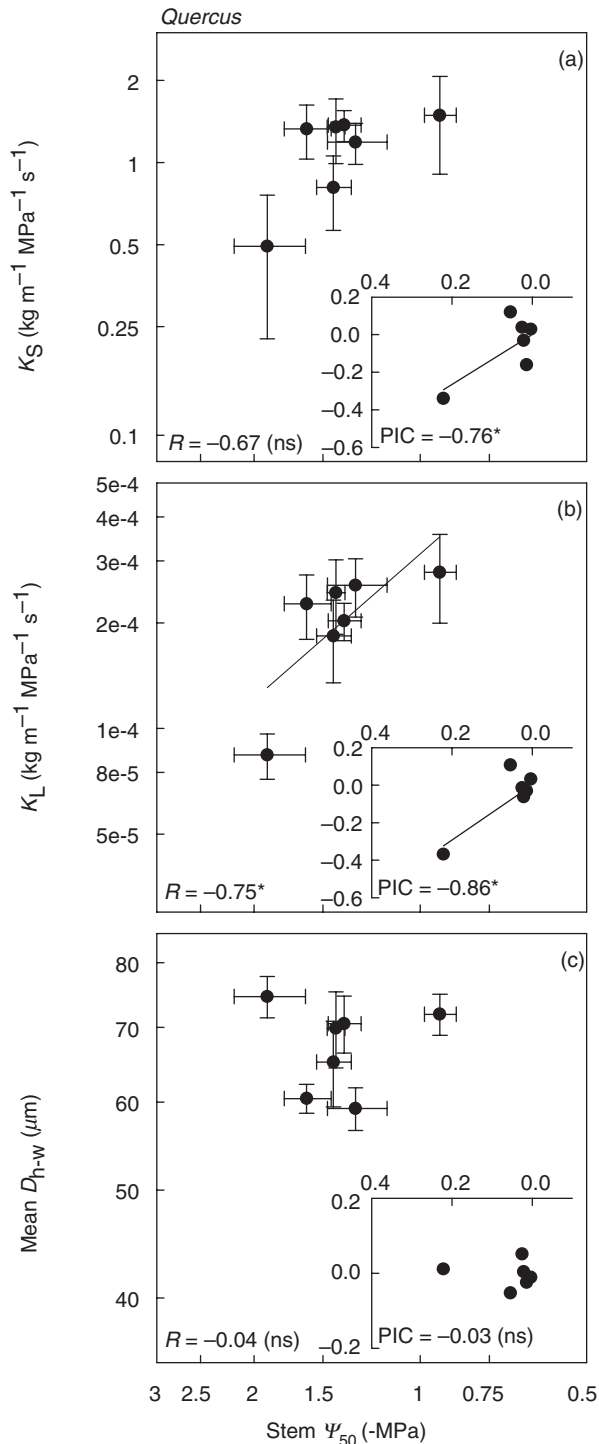 Quercus
(a)
2
1
0.5
0.25
0.1
K_S (kg m⁻¹ MPa⁻¹ s⁻¹)
0.4 0.2 0.0
0.2
0.0
−0.2
−0.4
−0.6
R = −0.67 (ns)
PIC = −0.76*
(b)
5e-4
4e-4
3e-4
2e-4
1e-4
8e-5
5e-5
K_L (kg m⁻¹ MPa⁻¹ s⁻¹)
0.4 0.2 0.0
0.2
0.0
−0.2
−0.4
−0.6
R = −0.75*
PIC = −0.86*
(c)
80
70
60
50
40
Mean D_h-w (μm)
0.4 0.2 0.0
0.2
0.0
−0.2
R = −0.04 (ns)
PIC = −0.03 (ns)
3 2.5 2 1.5 1 0.75 0.5
Stem Ψ₅₀ (-MPa)